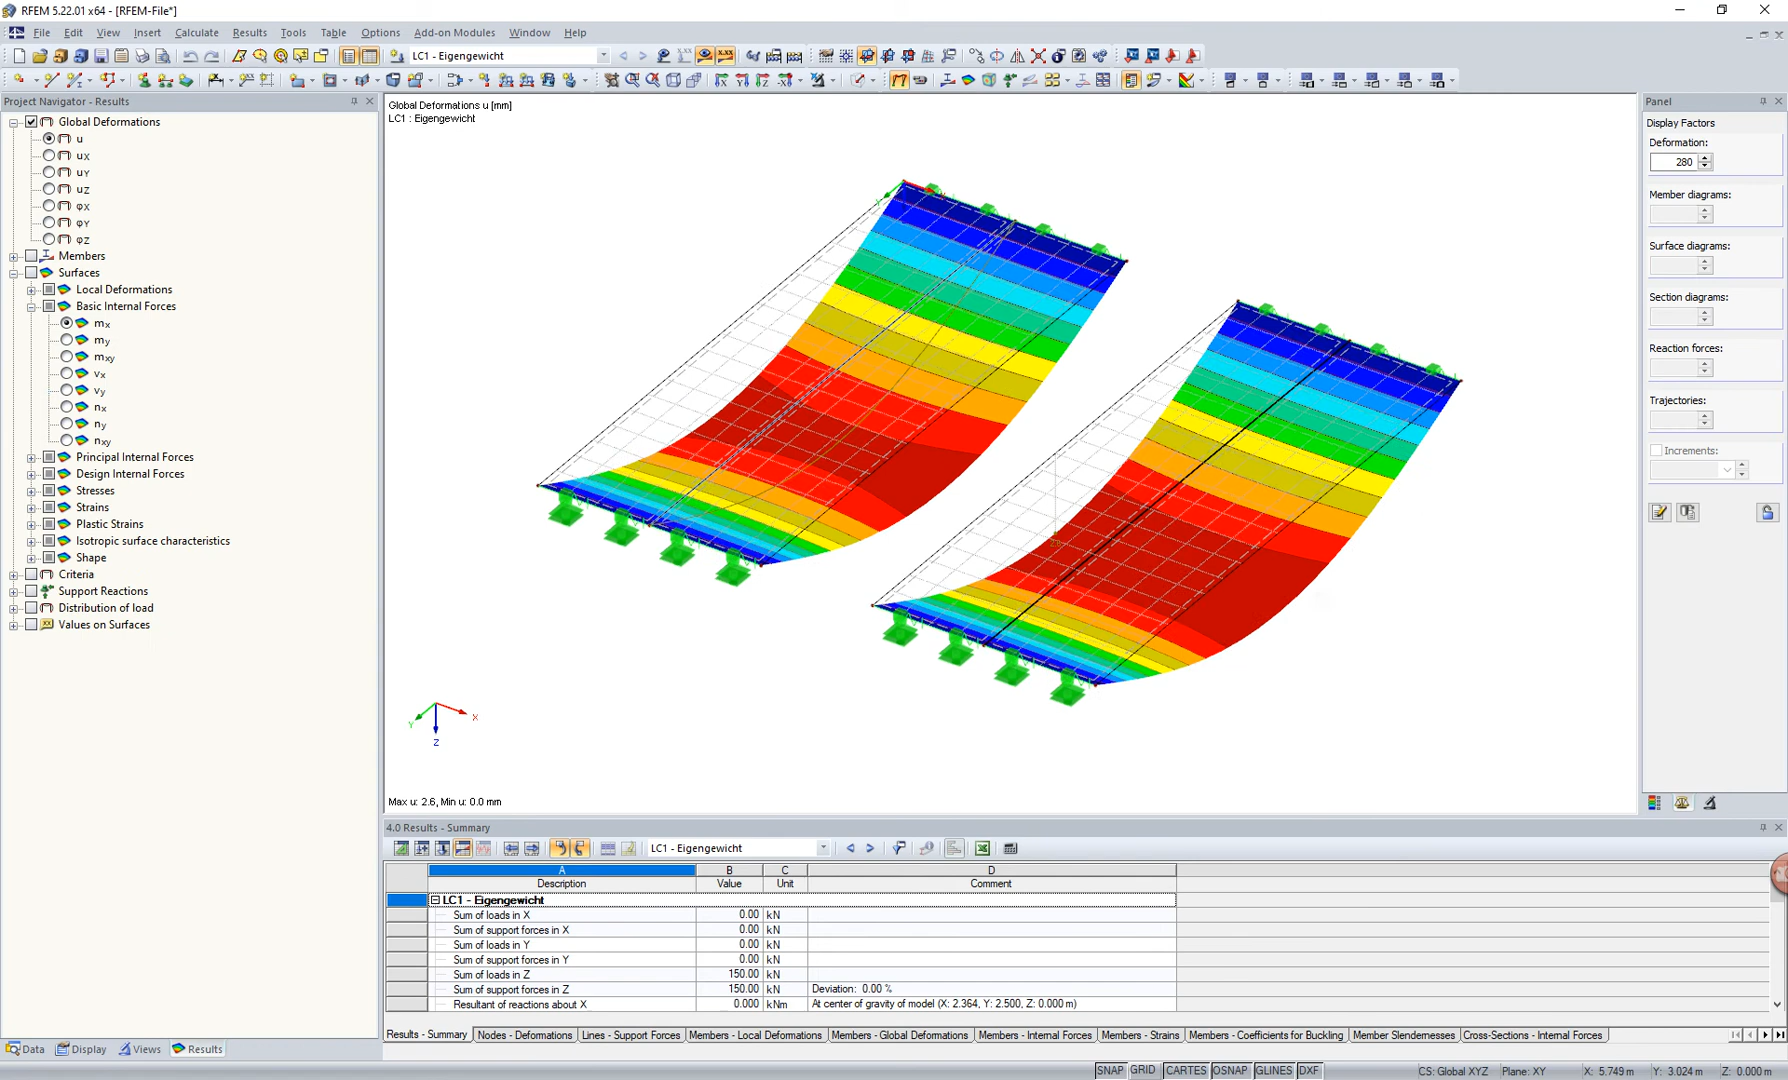 RFEM 5.22.01 x64 - [RFEM-File*]
File Edit View Insert Calculate Results Tools Table Options Add-on Modules Window Help
LC1 - Eigengewicht
Project Navigator - Results
Global Deformations
u
uX
uY
uZ
φX
φY
φZ
Members
Surfaces
Local Deformations
Basic Internal Forces
mx
my
mxy
vx
vy
nx
ny
nxy
Principal Internal Forces
Design Internal Forces
Stresses
Strains
Plastic Strains
Isotropic surface characteristics
Shape
Criteria
Support Reactions
Distribution of load
Values on Surfaces
Data Display Views Results
Global Deformations u [mm]
LC1 : Eigengewicht
X
Y
Z
Max u: 2.6, Min u: 0.0 mm
Panel
Display Factors
Deformation:
280
Member diagrams:
Surface diagrams:
Section diagrams:
Reaction forces:
Trajectories:
Increments:
4.0 Results - Summary
LC1 - Eigengewicht
A B C D
Description Value Unit Comment
LC1 - Eigengewicht
Sum of loads in X 0.00 kN
Sum of support forces in X 0.00 kN
Sum of loads in Y 0.00 kN
Sum of support forces in Y 0.00 kN
Sum of loads in Z 150.00 kN
Sum of support forces in Z 150.00 kN Deviation: 0.00 %
Resultant of reactions about X 0.000 kNm At center of gravity of model (X: 2.364, Y: 2.500, Z: 0.000 m)
Results - Summary Nodes - Deformations Lines - Support Forces Members - Local Deformations Members - Global Deformations Members - Internal Forces Members - Strains Members - Coefficients for Buckling Member Slendernesses Cross-Sections - Internal Forces
SNAP GRID CARTES OSNAP GLINES DXF CS: Global XYZ Plane: XY X: 5.749 m Y: 3.024 m Z: 0.000 m